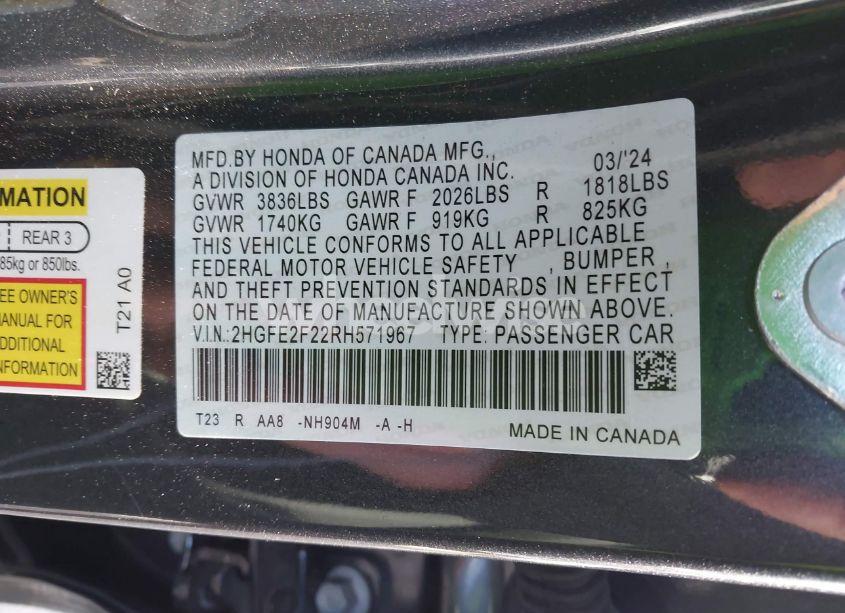 MFD.BY HONDA OF CANADA MFG., 03/'24
A DIVISION OF HONDA CANADA INC.
GVWR 3836LBS GAWR F 2026LBS R 1818LBS
GVWR 1740KG GAWR F 919KG R 825KG
THIS VEHICLE CONFORMS TO ALL APPLICABLE
FEDERAL MOTOR VEHICLE SAFETY , BUMPER ,
AND THEFT PREVENTION STANDARDS IN EFFECT
ON THE DATE OF MANUFACTURE SHOWN ABOVE.
V.I.N.:2HGFE2F22RH571967 TYPE: PASSENGER CAR
T23 R AA8 -NH904M -A -H
MADE IN CANADA
MATION
REAR 3
85kg or 850lbs.
EE OWNER'S
MANUAL FOR
ADDITIONAL
INFORMATION
T21 A0